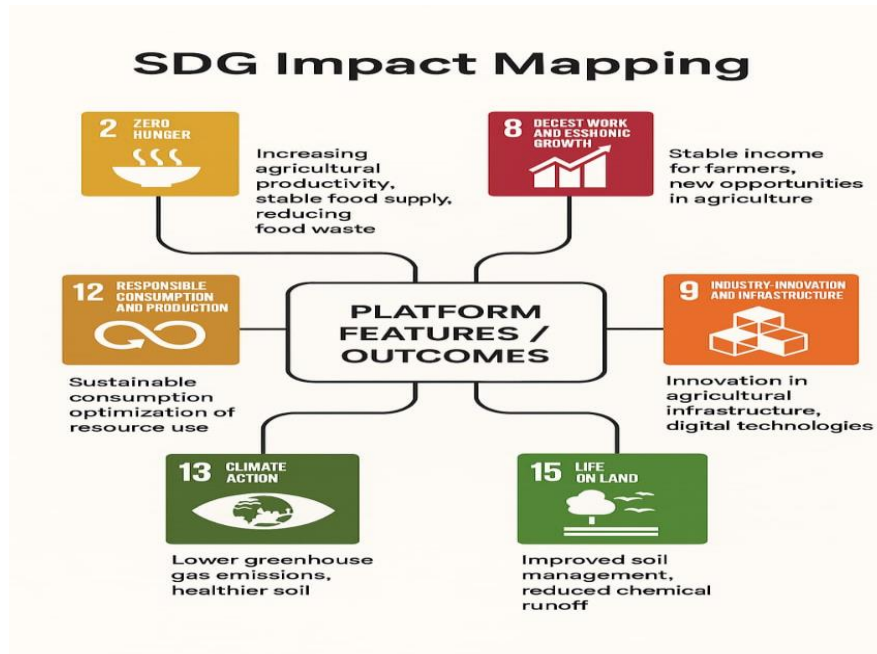 SDG Impact Mapping
2 ZERO
HUNGER
Increasing
agricultural
productivity,
stable food supply,
reducing
food waste
8 DECEST WORK
AND ESSHONIC
GROWTH
Stable income
for farmers,
new opportunities
in agriculture
12 RESPONSIBLE
CONSUMPTION
AND PRODUCTION
Sustainable
consumption
optimization of
resource use
PLATFORM
FEATURES /
OUTCOMES
9 INDUSTRY-INNOVATION
AND INFRASTRUCTURE
Innovation in
agricultural
infrastructure,
digital technologies
13 CLIMATE
ACTION
Lower greenhouse
gas emissions,
healthier soil
15 LIFE
ON LAND
Improved soil
management,
reduced chemical
runoff